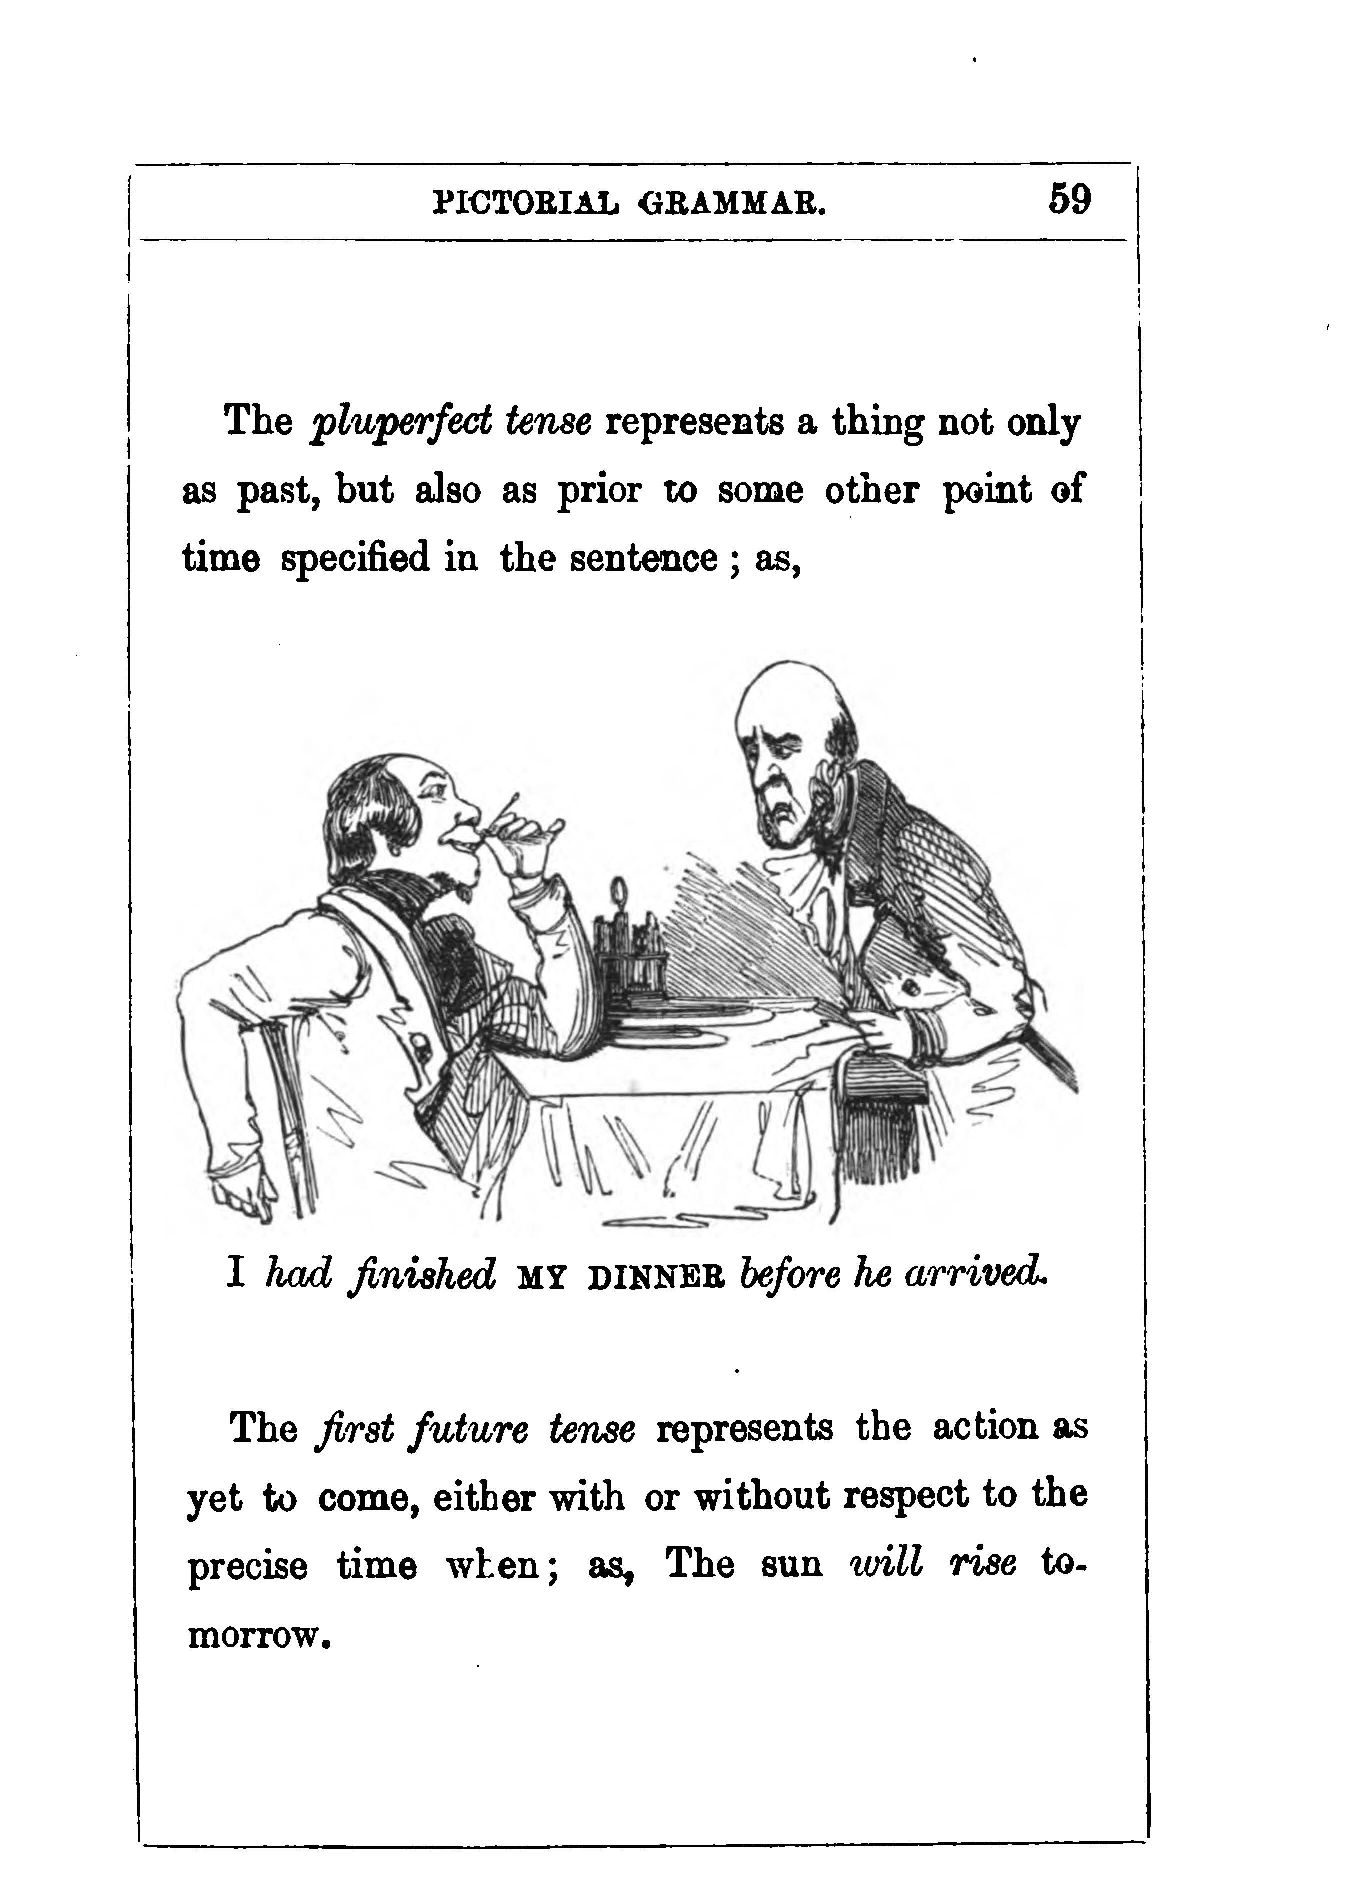 PICTORIAL GRAMMAR. 59
The pluperfect tense represents a thing not only
as past, but also as prior to some other point of
time specified in the sentence ; as,
I had finished MY DINNER before he arrived.
The first future tense represents the action as
yet to come, either with or without respect to the
precise time when; as, The sun will rise to-
morrow.